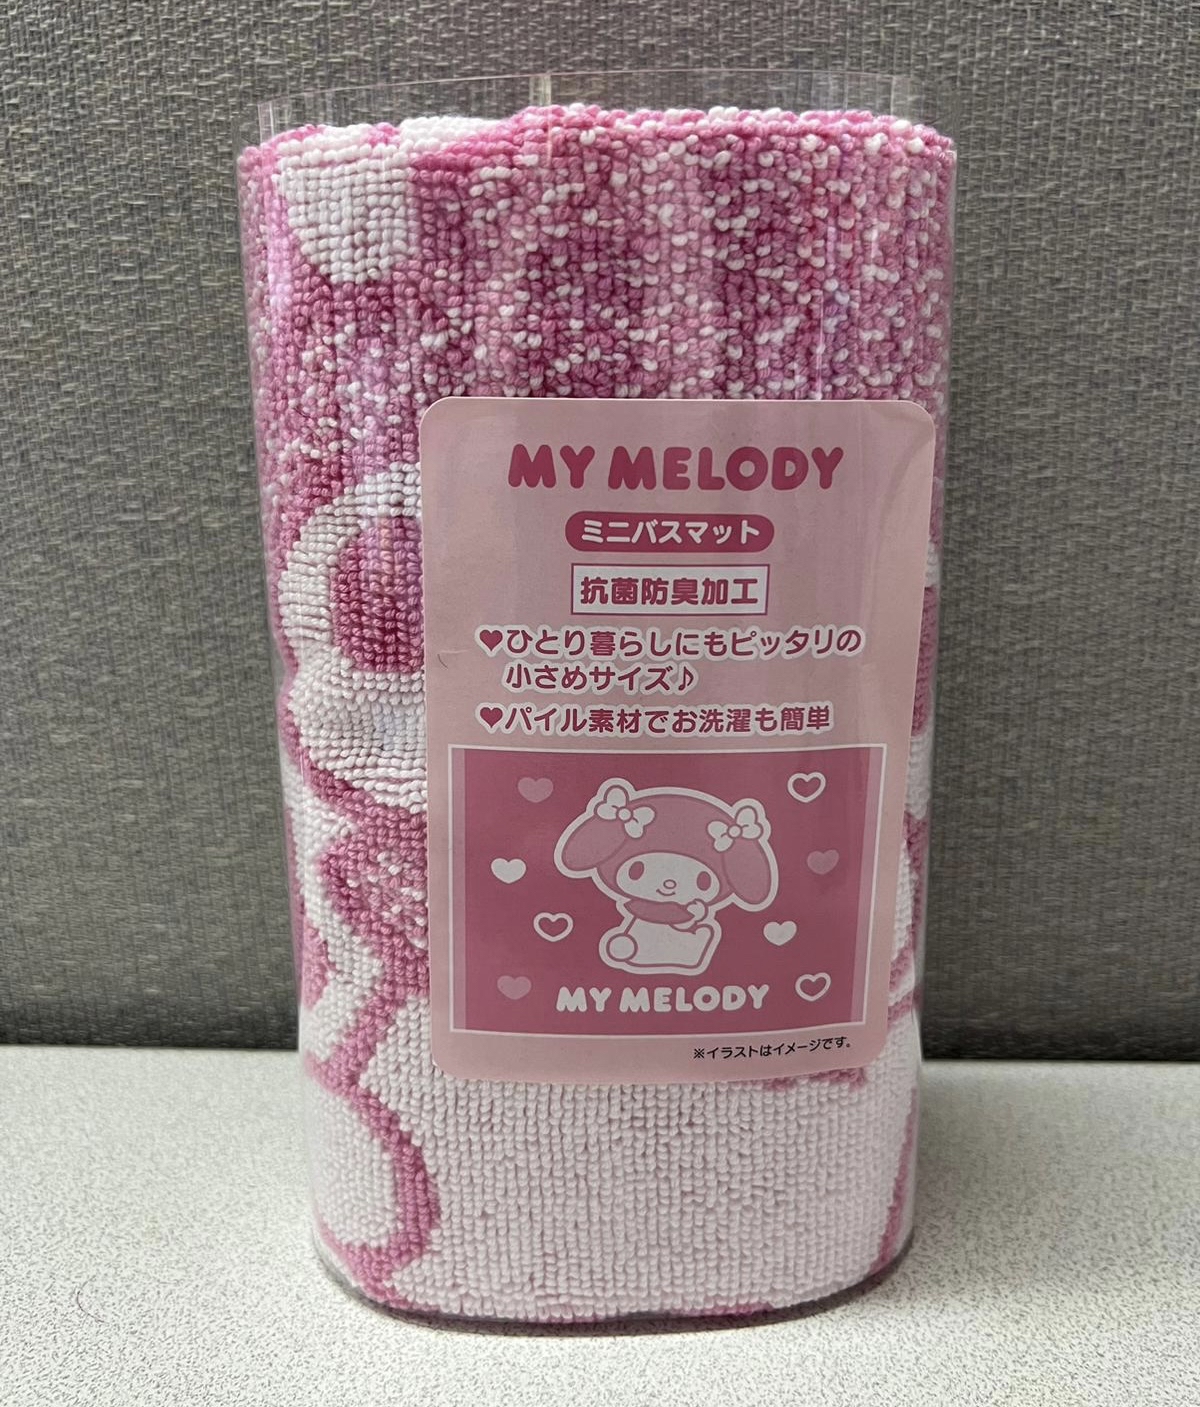 MY MELODY
ミニバスマット
抗菌防臭加工
♥ひとり暮らしにもピッタリの
小さめサイズ♪
♥パイル素材でお洗濯も簡単
MY MELODY
※イラストはイメージです。